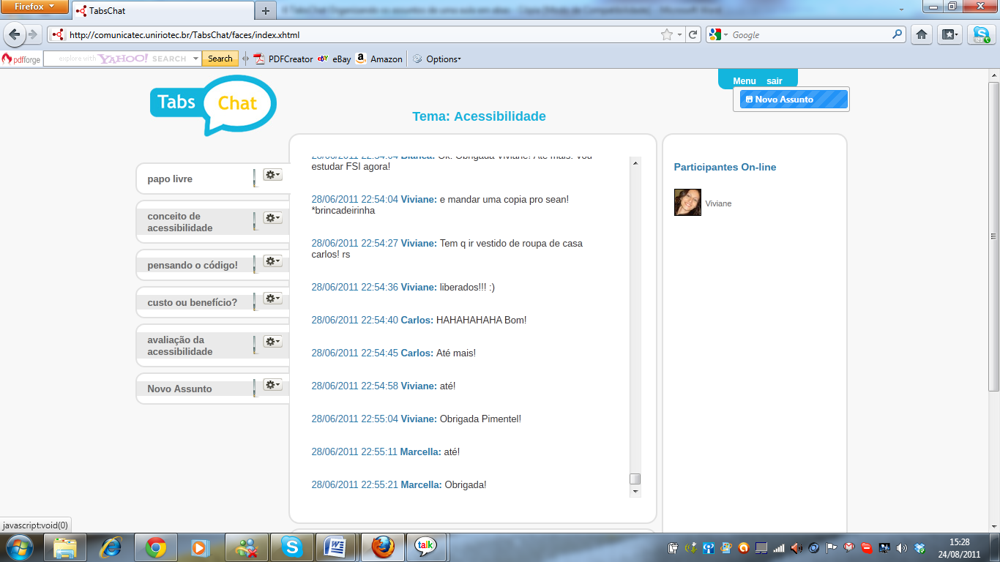 Firefox
TabsChat
4 TabsChat Organizando os assuntos de uma aula em abas - Cópia [Modo de Compatibilidade] - Microsoft Word
http://comunicatec.uniriotec.br/TabsChat/faces/index.xhtml
Google
pdfforge
explore with YAHOO! SEARCH
Search
PDFCreator
eBay
Amazon
Options
Tabs
Chat
Menu sair
Novo Assunto
Tema: Acessibilidade
papo livre
conceito de
acessibilidade
pensando o código!
custo ou benefício?
avaliação da
acessibilidade
Novo Assunto
28/06/2011 22:54:04 Bianca: Ok. Obrigada Viviane! Até mais. Vou
estudar FSI agora!
28/06/2011 22:54:04 Viviane: e mandar uma copia pro sean!
*brincadeirinha
28/06/2011 22:54:27 Viviane: Tem q ir vestido de roupa de casa
carlos! rs
28/06/2011 22:54:36 Viviane: liberados!!! :)
28/06/2011 22:54:40 Carlos: HAHAHAHAHA Bom!
28/06/2011 22:54:45 Carlos: Até mais!
28/06/2011 22:54:58 Viviane: até!
28/06/2011 22:55:04 Viviane: Obrigada Pimentel!
28/06/2011 22:55:11 Marcella: até!
28/06/2011 22:55:21 Marcella: Obrigada!
Participantes On-line
Viviane
javascript:void(0)
talk
15:28
24/08/2011